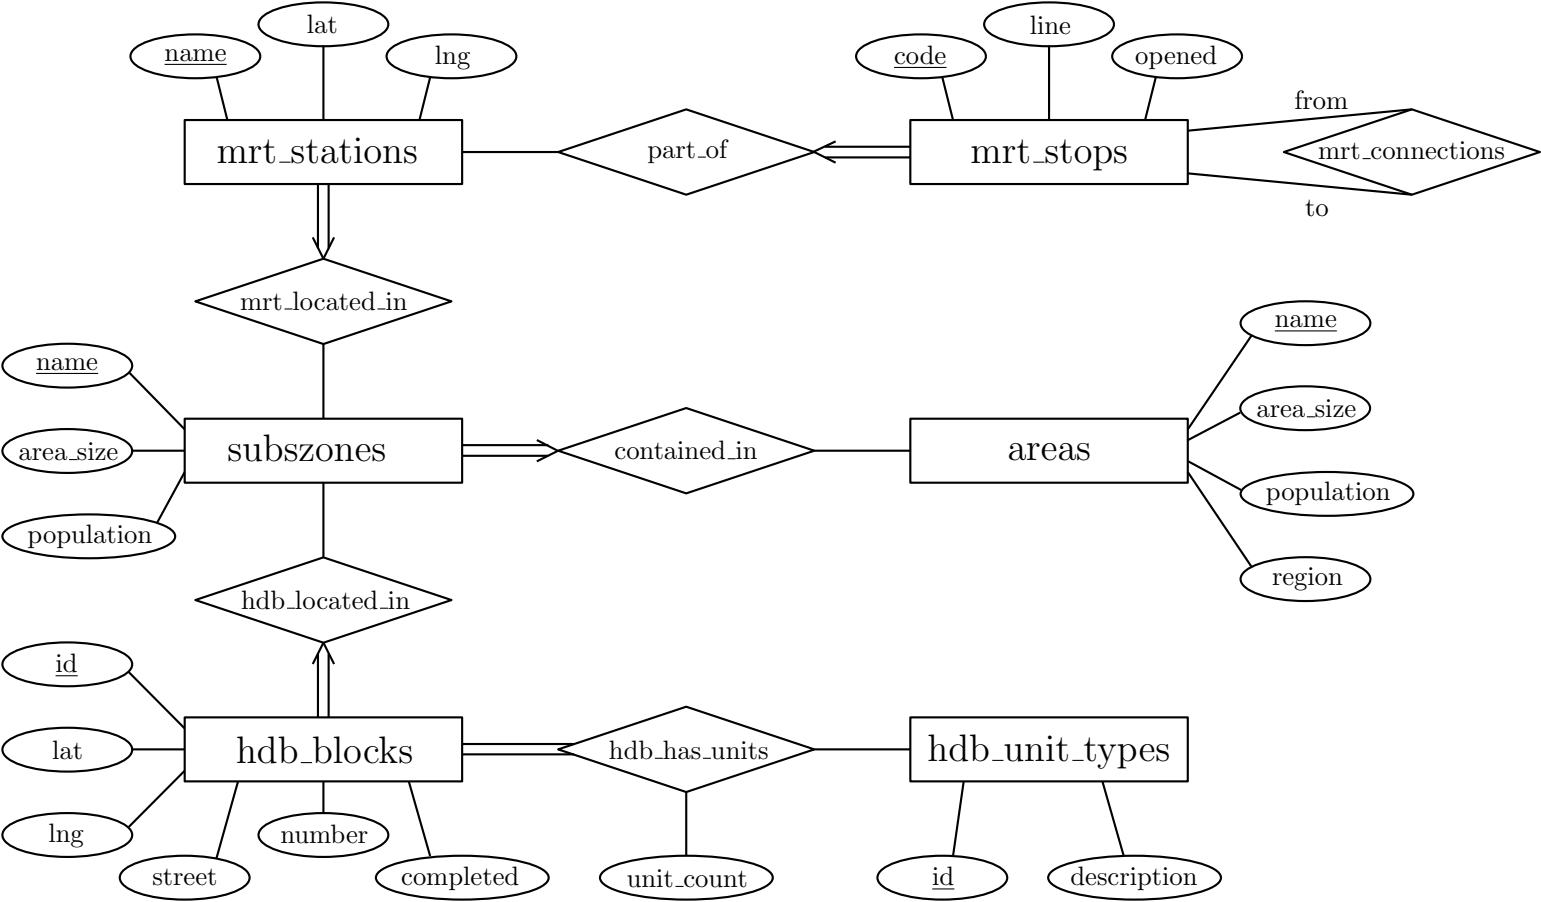 lat
line
name
lng
code
opened
from
mrt_stations
part_of
mrt_stops
mrt_connections
to
mrt_located_in
name
name
area_size
area_size
subszones
contained_in
areas
population
population
region
hdb_located_in
id
lat
hdb_blocks
hdb_has_units
hdb_unit_types
lng
number
street
completed
unit_count
id
description